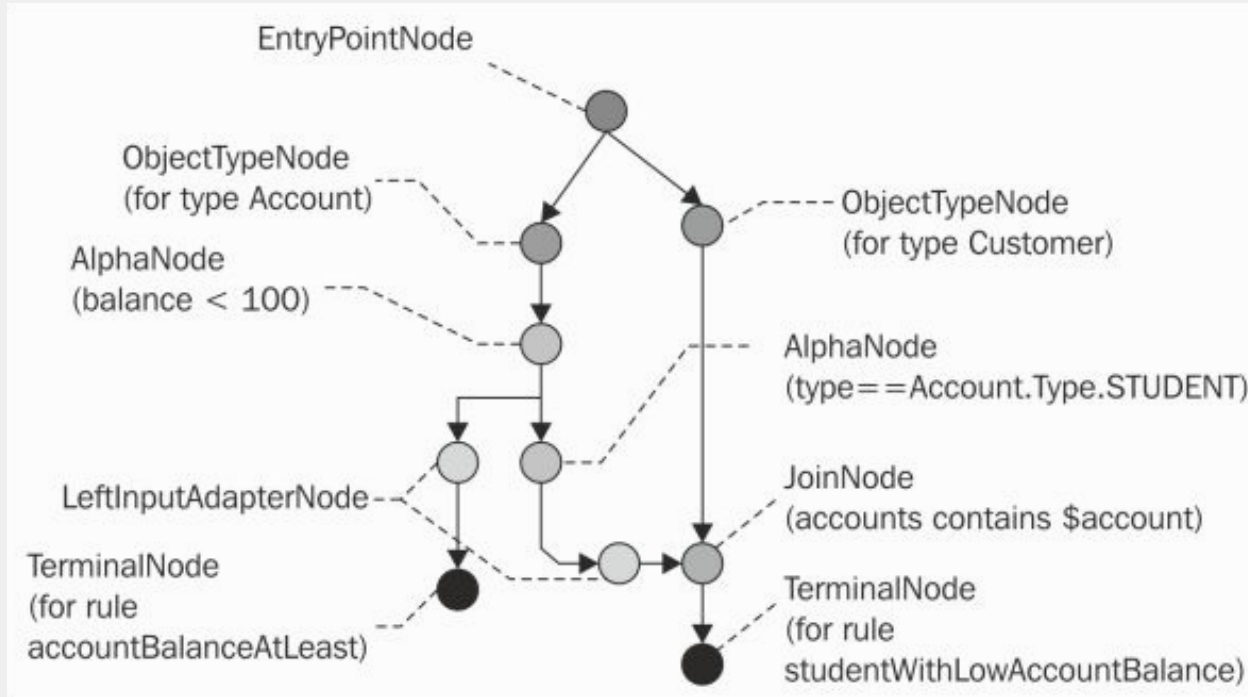 EntryPointNode
ObjectTypeNode
(for type Account)
ObjectTypeNode
(for type Customer)
AlphaNode
(balance < 100)
AlphaNode
(type==Account.Type.STUDENT)
LeftInputAdapterNode
JoinNode
(accounts contains $account)
TerminalNode
(for rule
accountBalanceAtLeast)
TerminalNode
(for rule
studentWithLowAccountBalance)